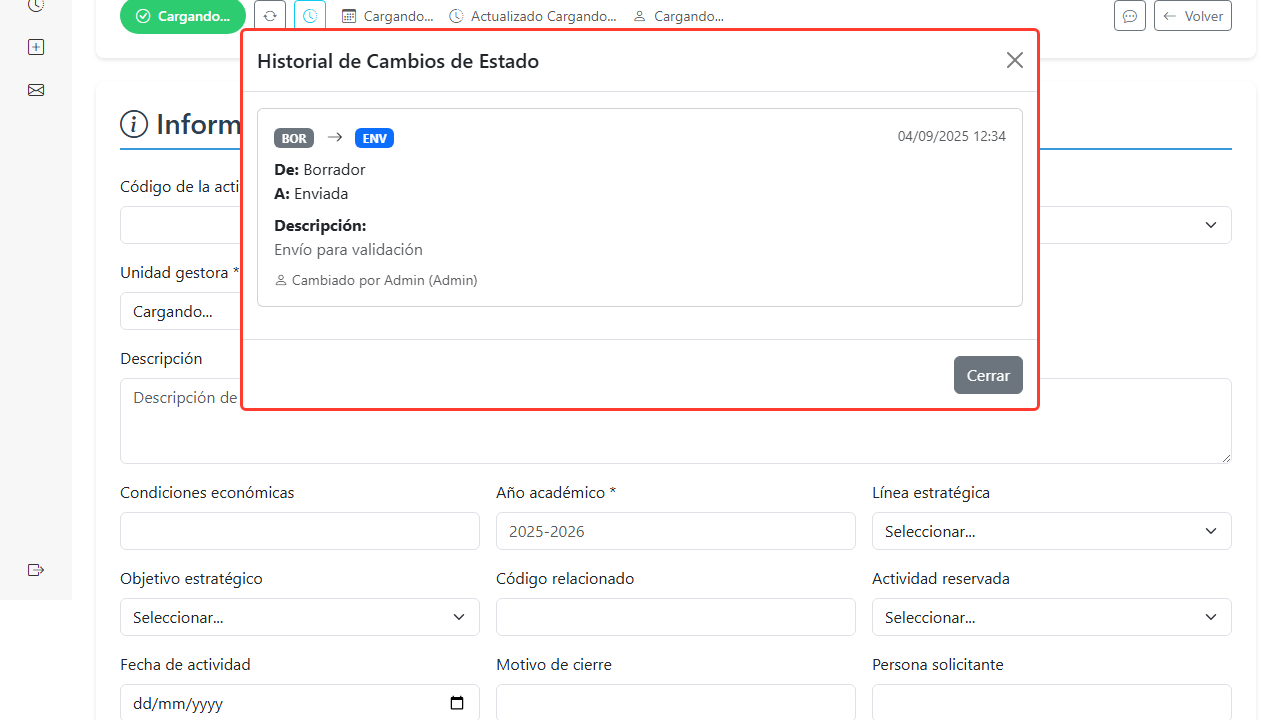 Cargando...
Cargando...
Actualizado Cargando...
Cargando...
Volver
Historial de Cambios de Estado
BOR → ENV
04/09/2025 12:34
De: Borrador
A: Enviada
Descripción:
Envío para validación
Cambiado por Admin (Admin)
Cerrar
Inform
Código de la acti
Unidad gestora *
Cargando...
Descripción
Descripción de
Condiciones económicas
Año académico *
Línea estratégica
2025-2026
Seleccionar...
Objetivo estratégico
Código relacionado
Actividad reservada
Seleccionar...
Seleccionar...
Fecha de actividad
Motivo de cierre
Persona solicitante
dd/mm/yyyy